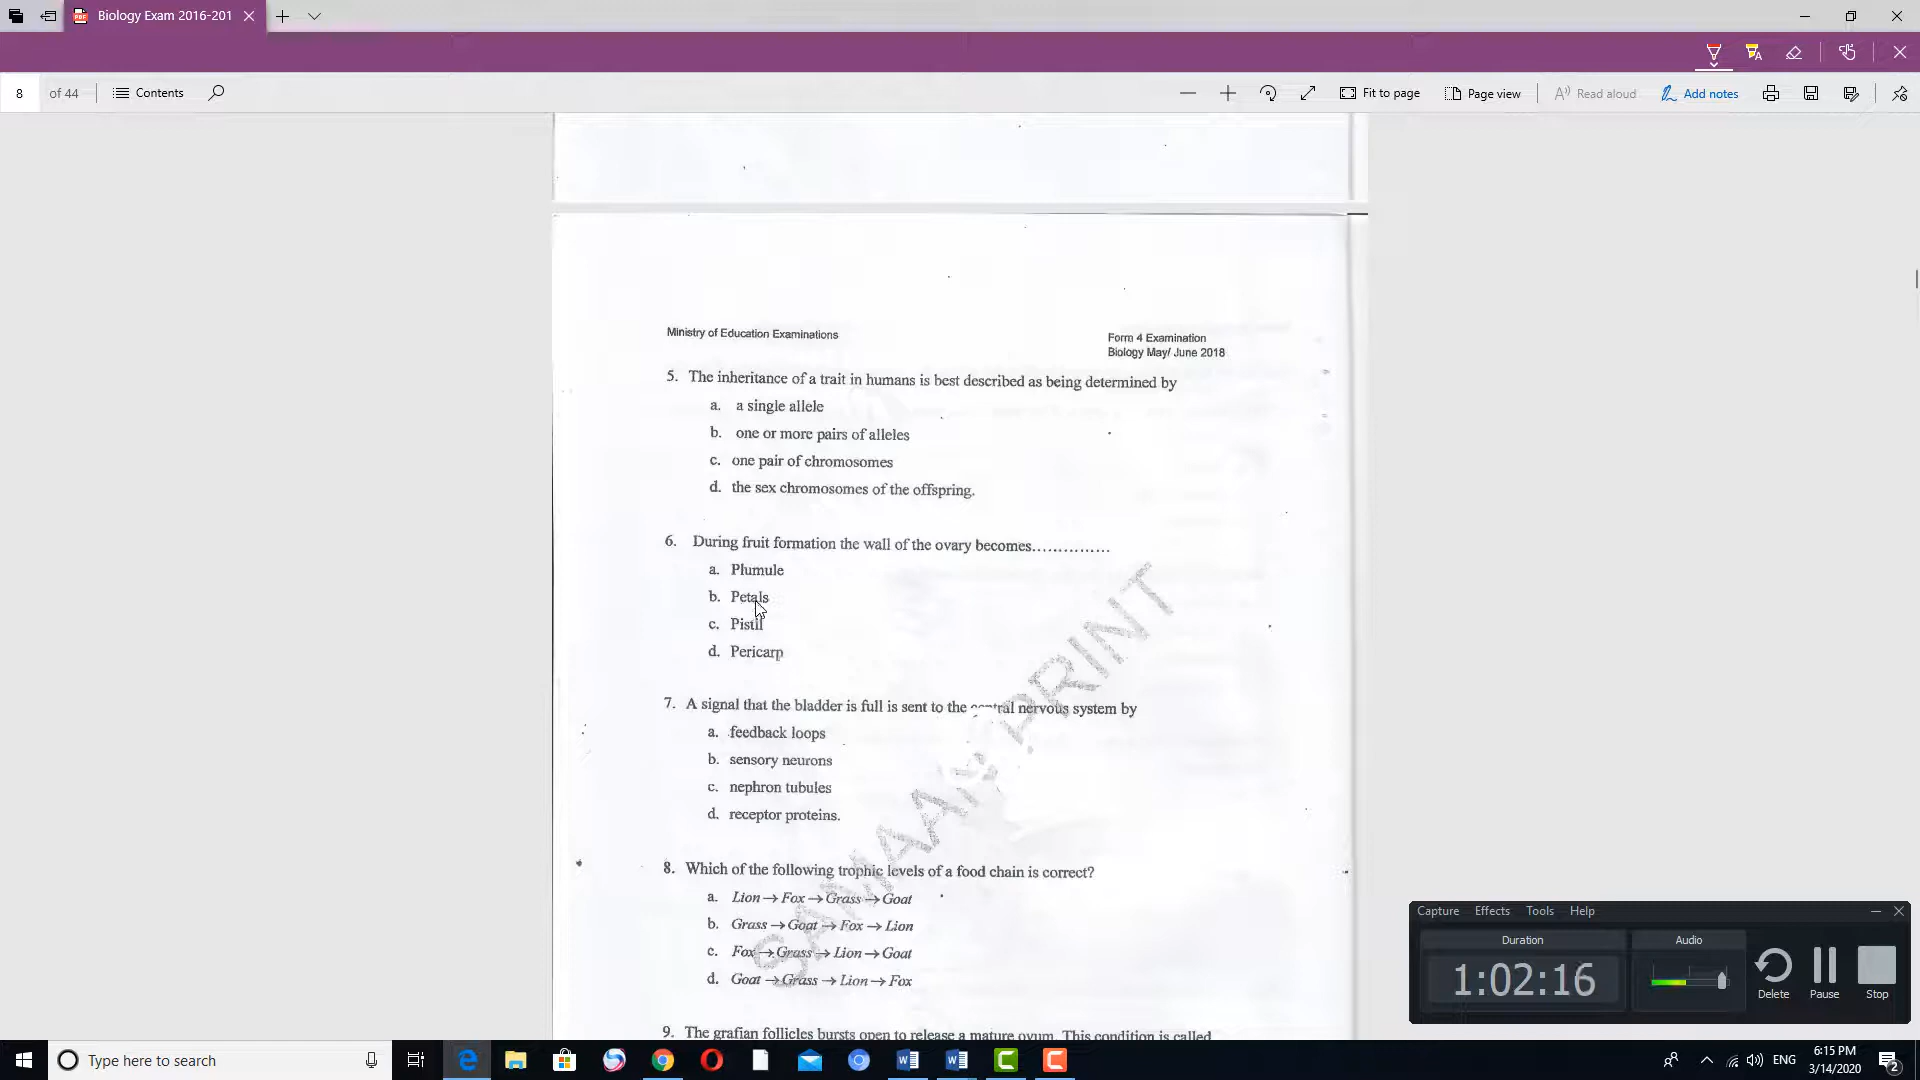 Biology Exam 2016-201
8 of 44 Contents Fit to page Page view Read aloud Add notes
Ministry of Education Examinations
Form 4 Examination
Biology May/ June 2018
5. The inheritance of a trait in humans is best described as being determined by
a. a single allele
b. one or more pairs of alleles
c. one pair of chromosomes
d. the sex chromosomes of the offspring.
6. During fruit formation the wall of the ovary becomes...............
a. Plumule
b. Petals
c. Pistil
d. Pericarp
7. A signal that the bladder is full is sent to the central nervous system by
a. feedback loops
b. sensory neurons
c. nephron tubules
d. receptor proteins.
8. Which of the following trophic levels of a food chain is correct?
a. Lion → Fox → Grass → Goat
b. Grass → Goat → Fox → Lion
c. Fox → Grass → Lion → Goat
d. Goat → Grass → Lion → Fox
9. The grafian follicles bursts open to release a mature ovum. This condition is called
PRINT
Capture Effects Tools Help
Duration Audio
1:02:16
Delete Pause Stop
Type here to search
ENG
6:15 PM
3/14/2020
2